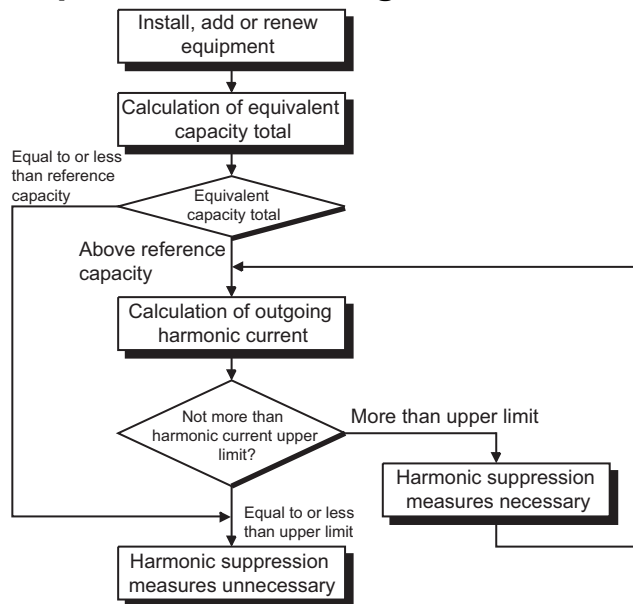 Install, add or renew
equipment
Calculation of equivalent
capacity total
Equal to or less
than reference
capacity
Equivalent
capacity total
Above reference
capacity
Calculation of outgoing
harmonic current
Not more than
harmonic current upper
limit?
More than upper limit
Harmonic suppression
measures necessary
Equal to or less
than upper limit
Harmonic suppression
measures unnecessary